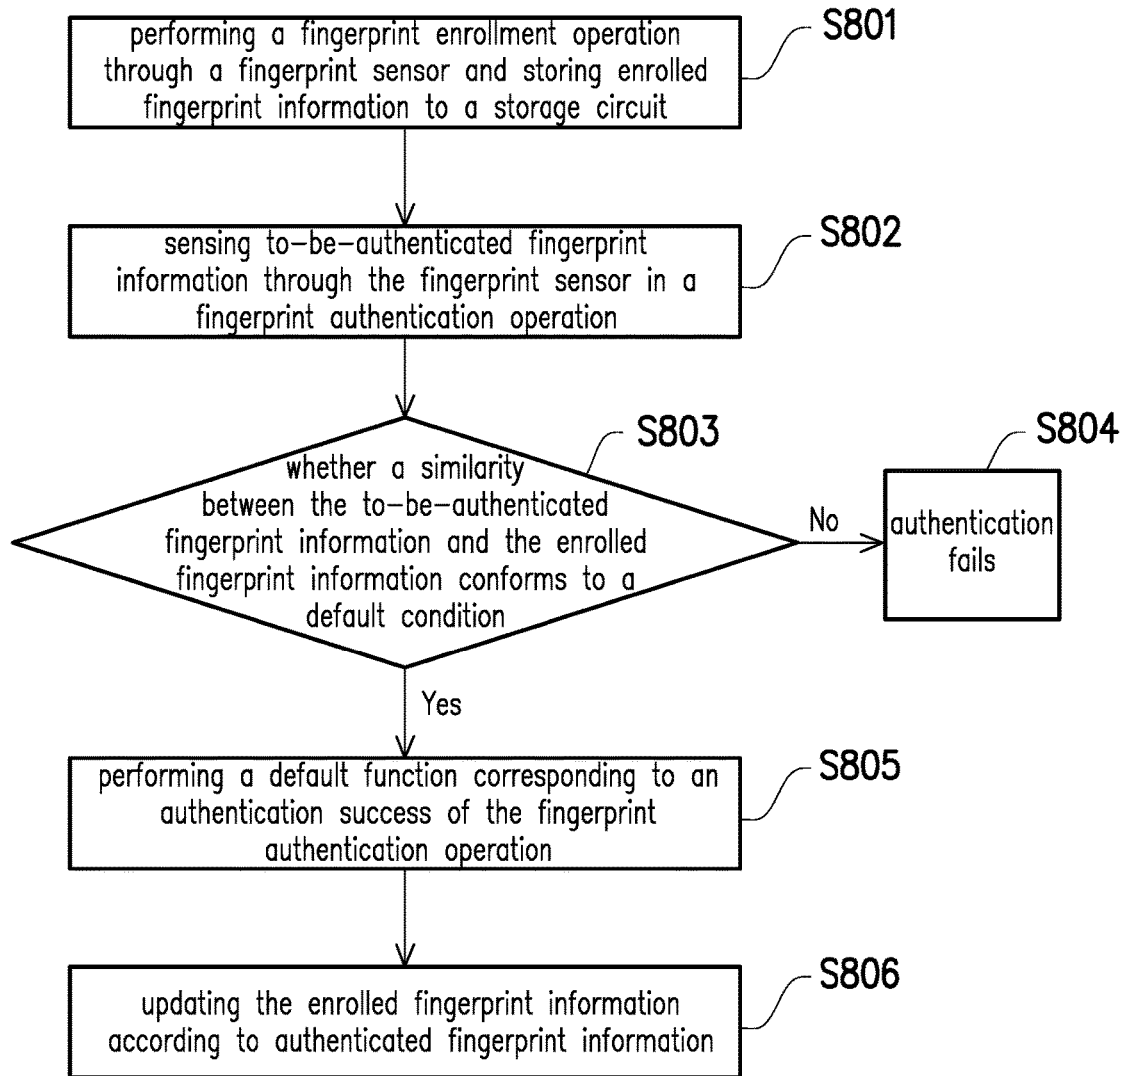 performing a fingerprint enrollment operation
through a fingerprint sensor and storing enrolled
fingerprint information to a storage circuit
S801
sensing to-be-authenticated fingerprint
information through the fingerprint sensor in a
fingerprint authentication operation
S802
whether a similarity
between the to-be-authenticated
fingerprint information and the enrolled
fingerprint information conforms to a
default condition
S803
No
authentication
fails
S804
Yes
performing a default function corresponding to an
authentication success of the fingerprint
authentication operation
S805
updating the enrolled fingerprint information
according to authenticated fingerprint information
S806